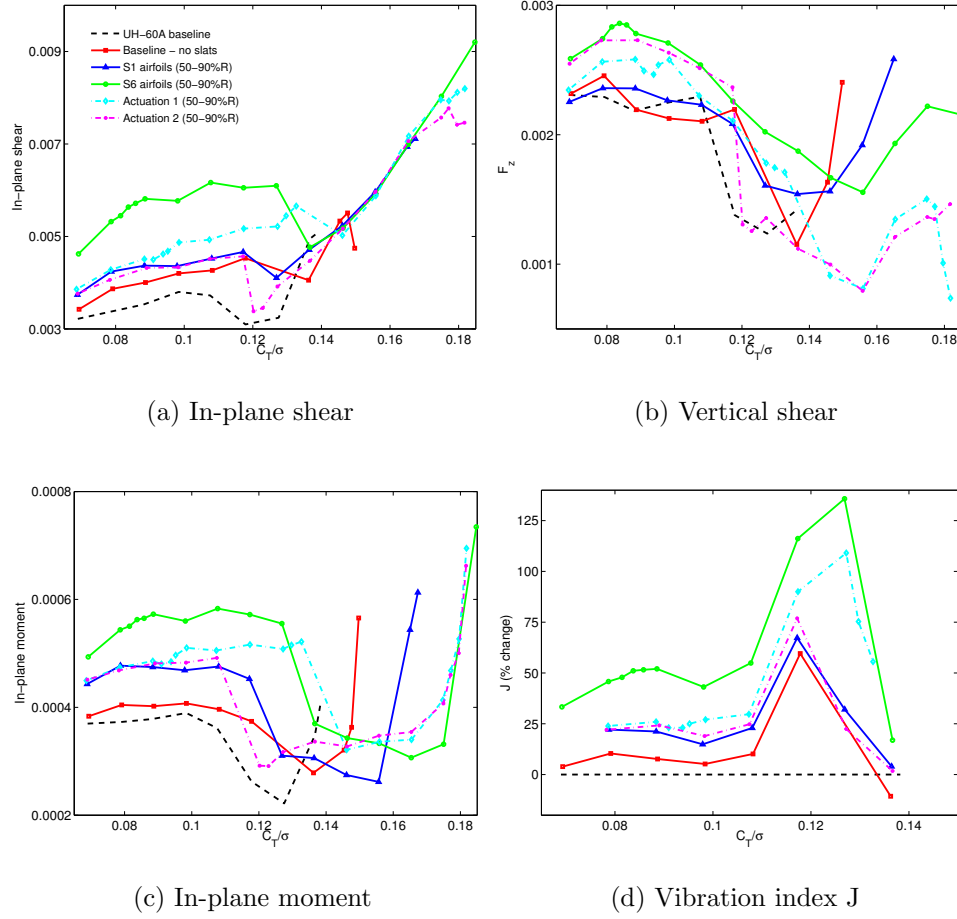 0.009
0.007
0.005
0.003
In−plane shear
UH−60A baseline
Baseline − no slats
S1 airfoils (50−90%R)
S6 airfoils (50−90%R)
Actuation 1 (50−90%R)
Actuation 2 (50−90%R)
0.08 0.1 0.12 0.14 0.16 0.18
C_T/σ
(a) In-plane shear
0.003
0.002
0.001
F_z
0.08 0.1 0.12 0.14 0.16 0.18
C_T/σ
(b) Vertical shear
0.0008
0.0006
0.0004
0.0002
In−plane moment
0.08 0.1 0.12 0.14 0.16 0.18
C_T/σ
(c) In-plane moment
125
100
75
50
25
0
J (% change)
0.08 0.1 0.12 0.14
C_T/σ
(d) Vibration index J